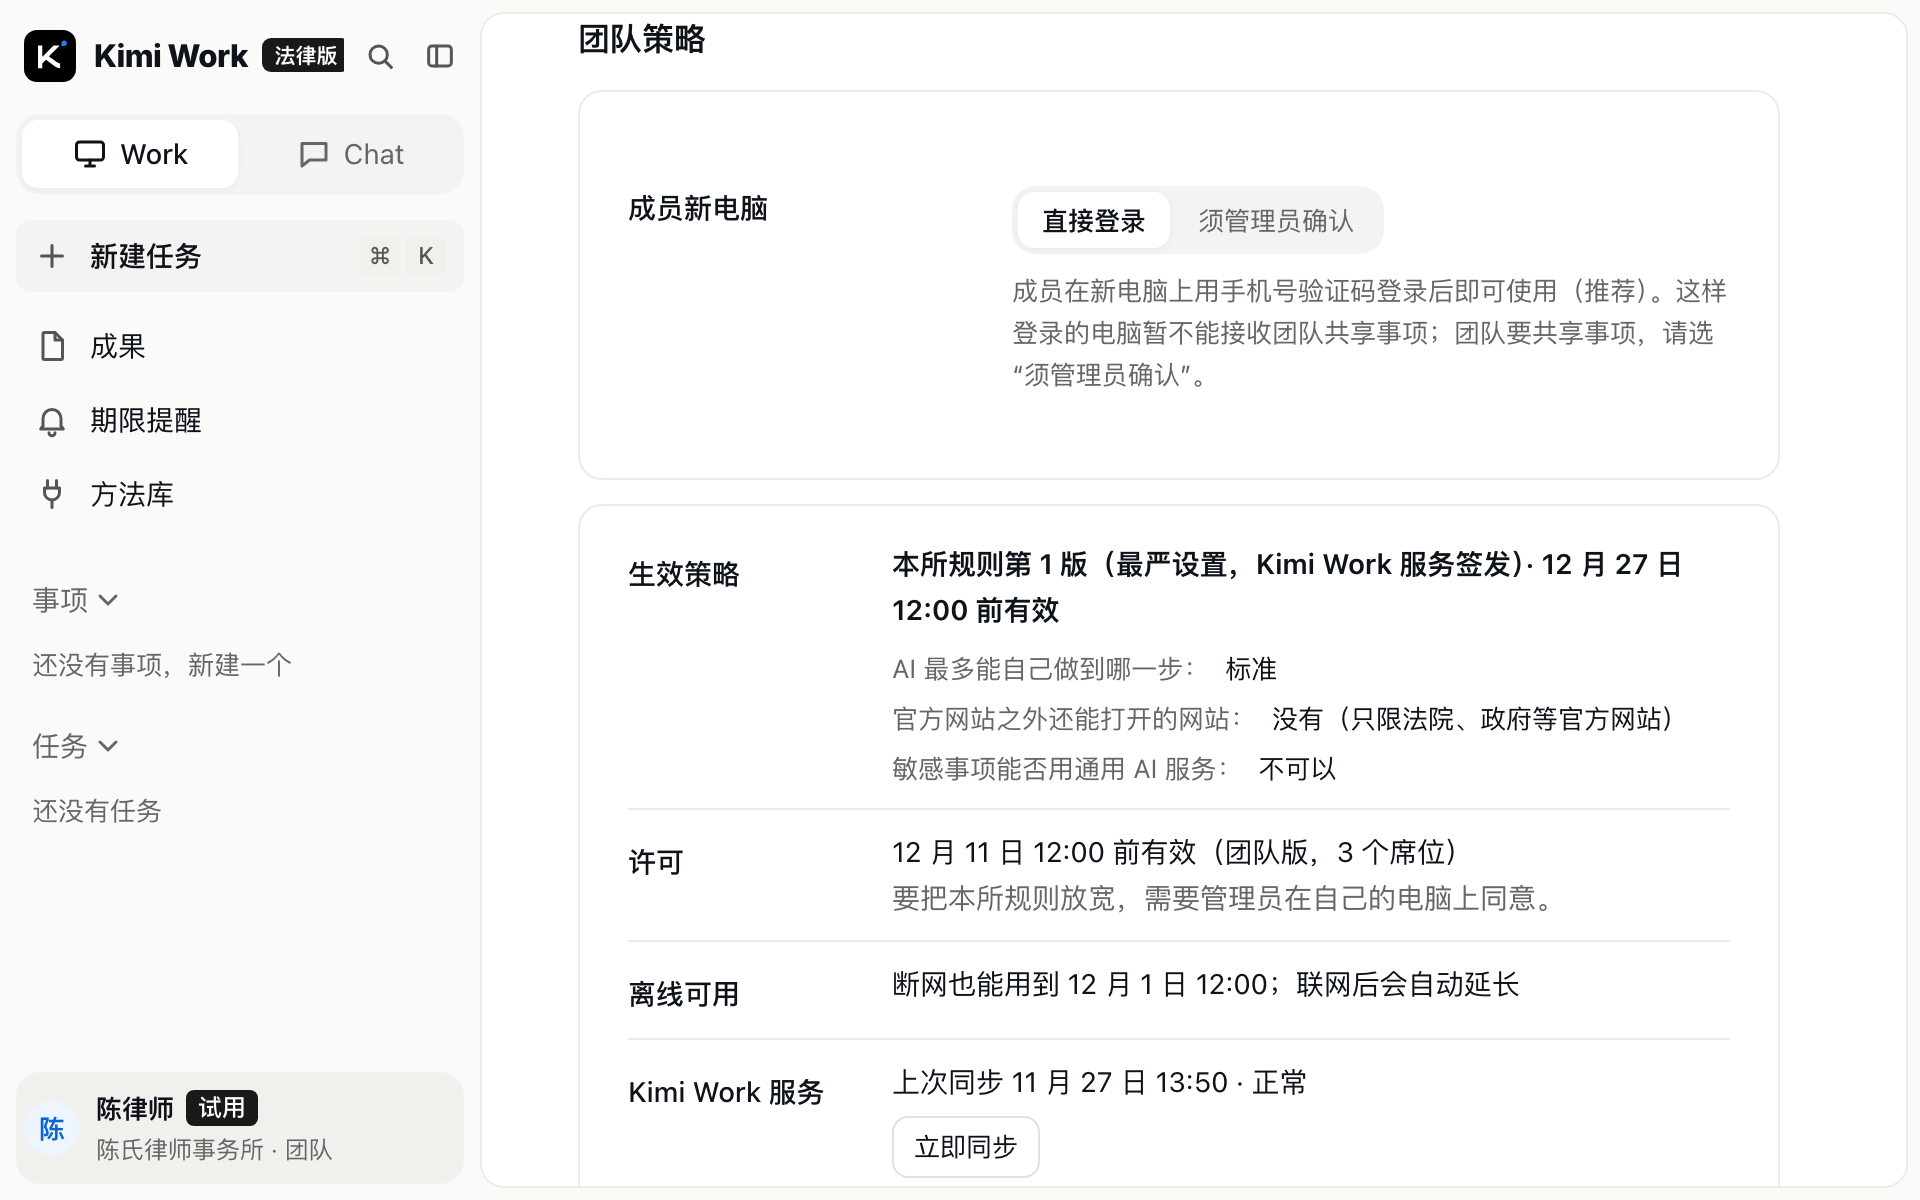 Kimi Work 法律版
Work
Chat
新建任务 ⌘ K
成果
期限提醒
方法库
事项
还没有事项，新建一个
任务
还没有任务
陈
陈律师 试用
陈氏律师事务所 · 团队
团队策略
成员新电脑
直接登录 须管理员确认
成员在新电脑上用手机号验证码登录后即可使用（推荐）。这样
登录的电脑暂不能接收团队共享事项；团队要共享事项，请选
“须管理员确认”。
生效策略
本所规则第 1 版（最严设置，Kimi Work 服务签发）· 12 月 27 日
12:00 前有效
AI 最多能自己做到哪一步： 标准
官方网站之外还能打开的网站： 没有（只限法院、政府等官方网站）
敏感事项能否用通用 AI 服务： 不可以
许可
12 月 11 日 12:00 前有效（团队版，3 个席位）
要把本所规则放宽，需要管理员在自己的电脑上同意。
离线可用
断网也能用到 12 月 1 日 12:00；联网后会自动延长
Kimi Work 服务
上次同步 11 月 27 日 13:50 · 正常
立即同步